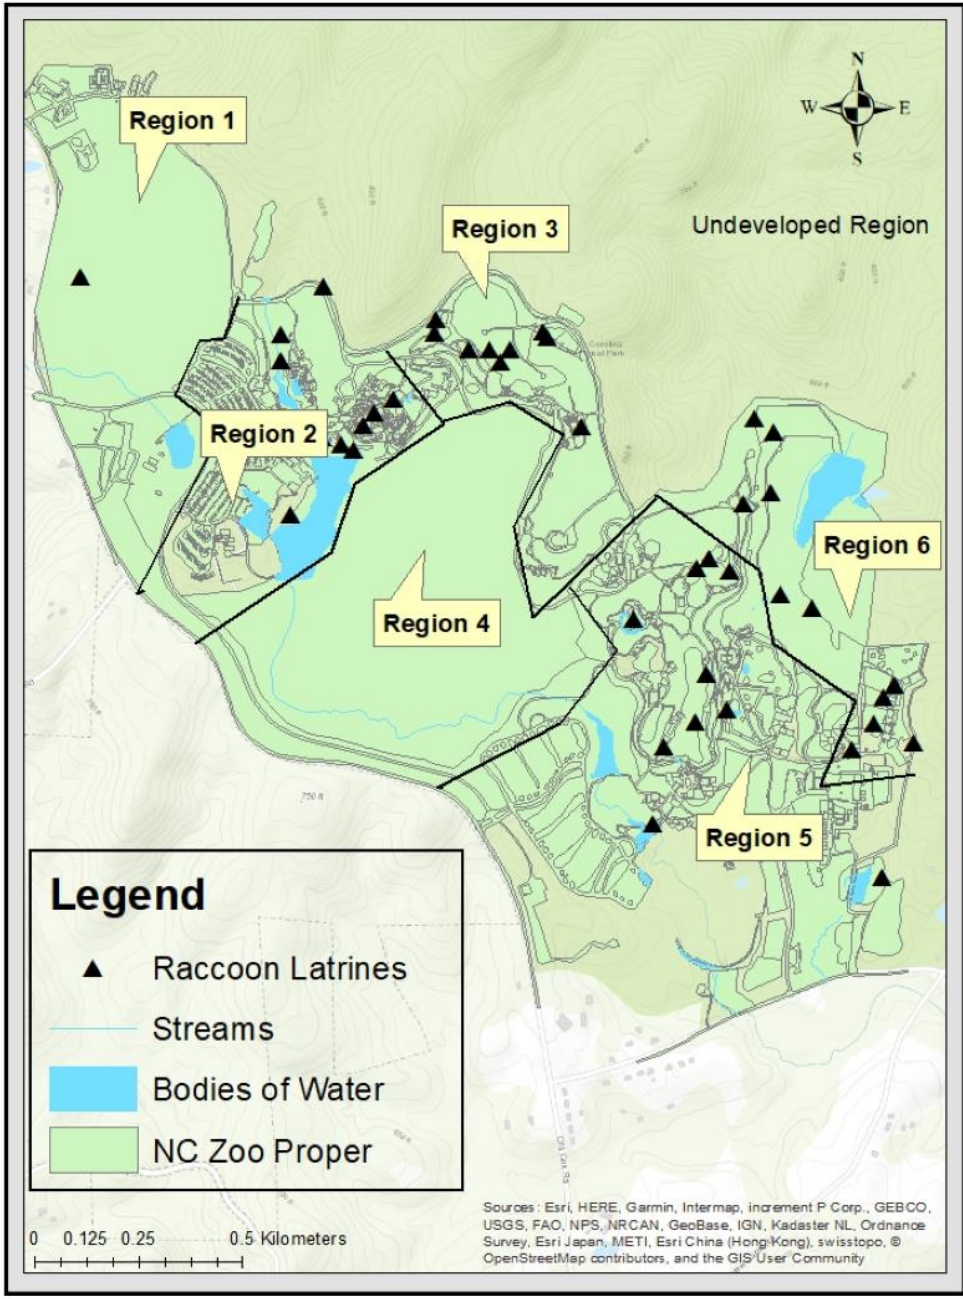 Region 1
N
W
E
S
Region 3
Undeveloped Region
Region 2
Region 6
Region 4
750 ft
Region 5
Legend
Raccoon Latrines
Streams
Bodies of Water
NC Zoo Proper
0 0.125 0.25 0.5 Kilometers
Sources: Esri, HERE, Garmin, Intermap, increment P Corp., GEBCO,
USGS, FAO, NPS, NRCAN, GeoBase, IGN, Kadaster NL, Ordnance
Survey, Esri Japan, METI, Esri China (Hong Kong), swisstopo, ©
OpenStreetMap contributors, and the GIS User Community